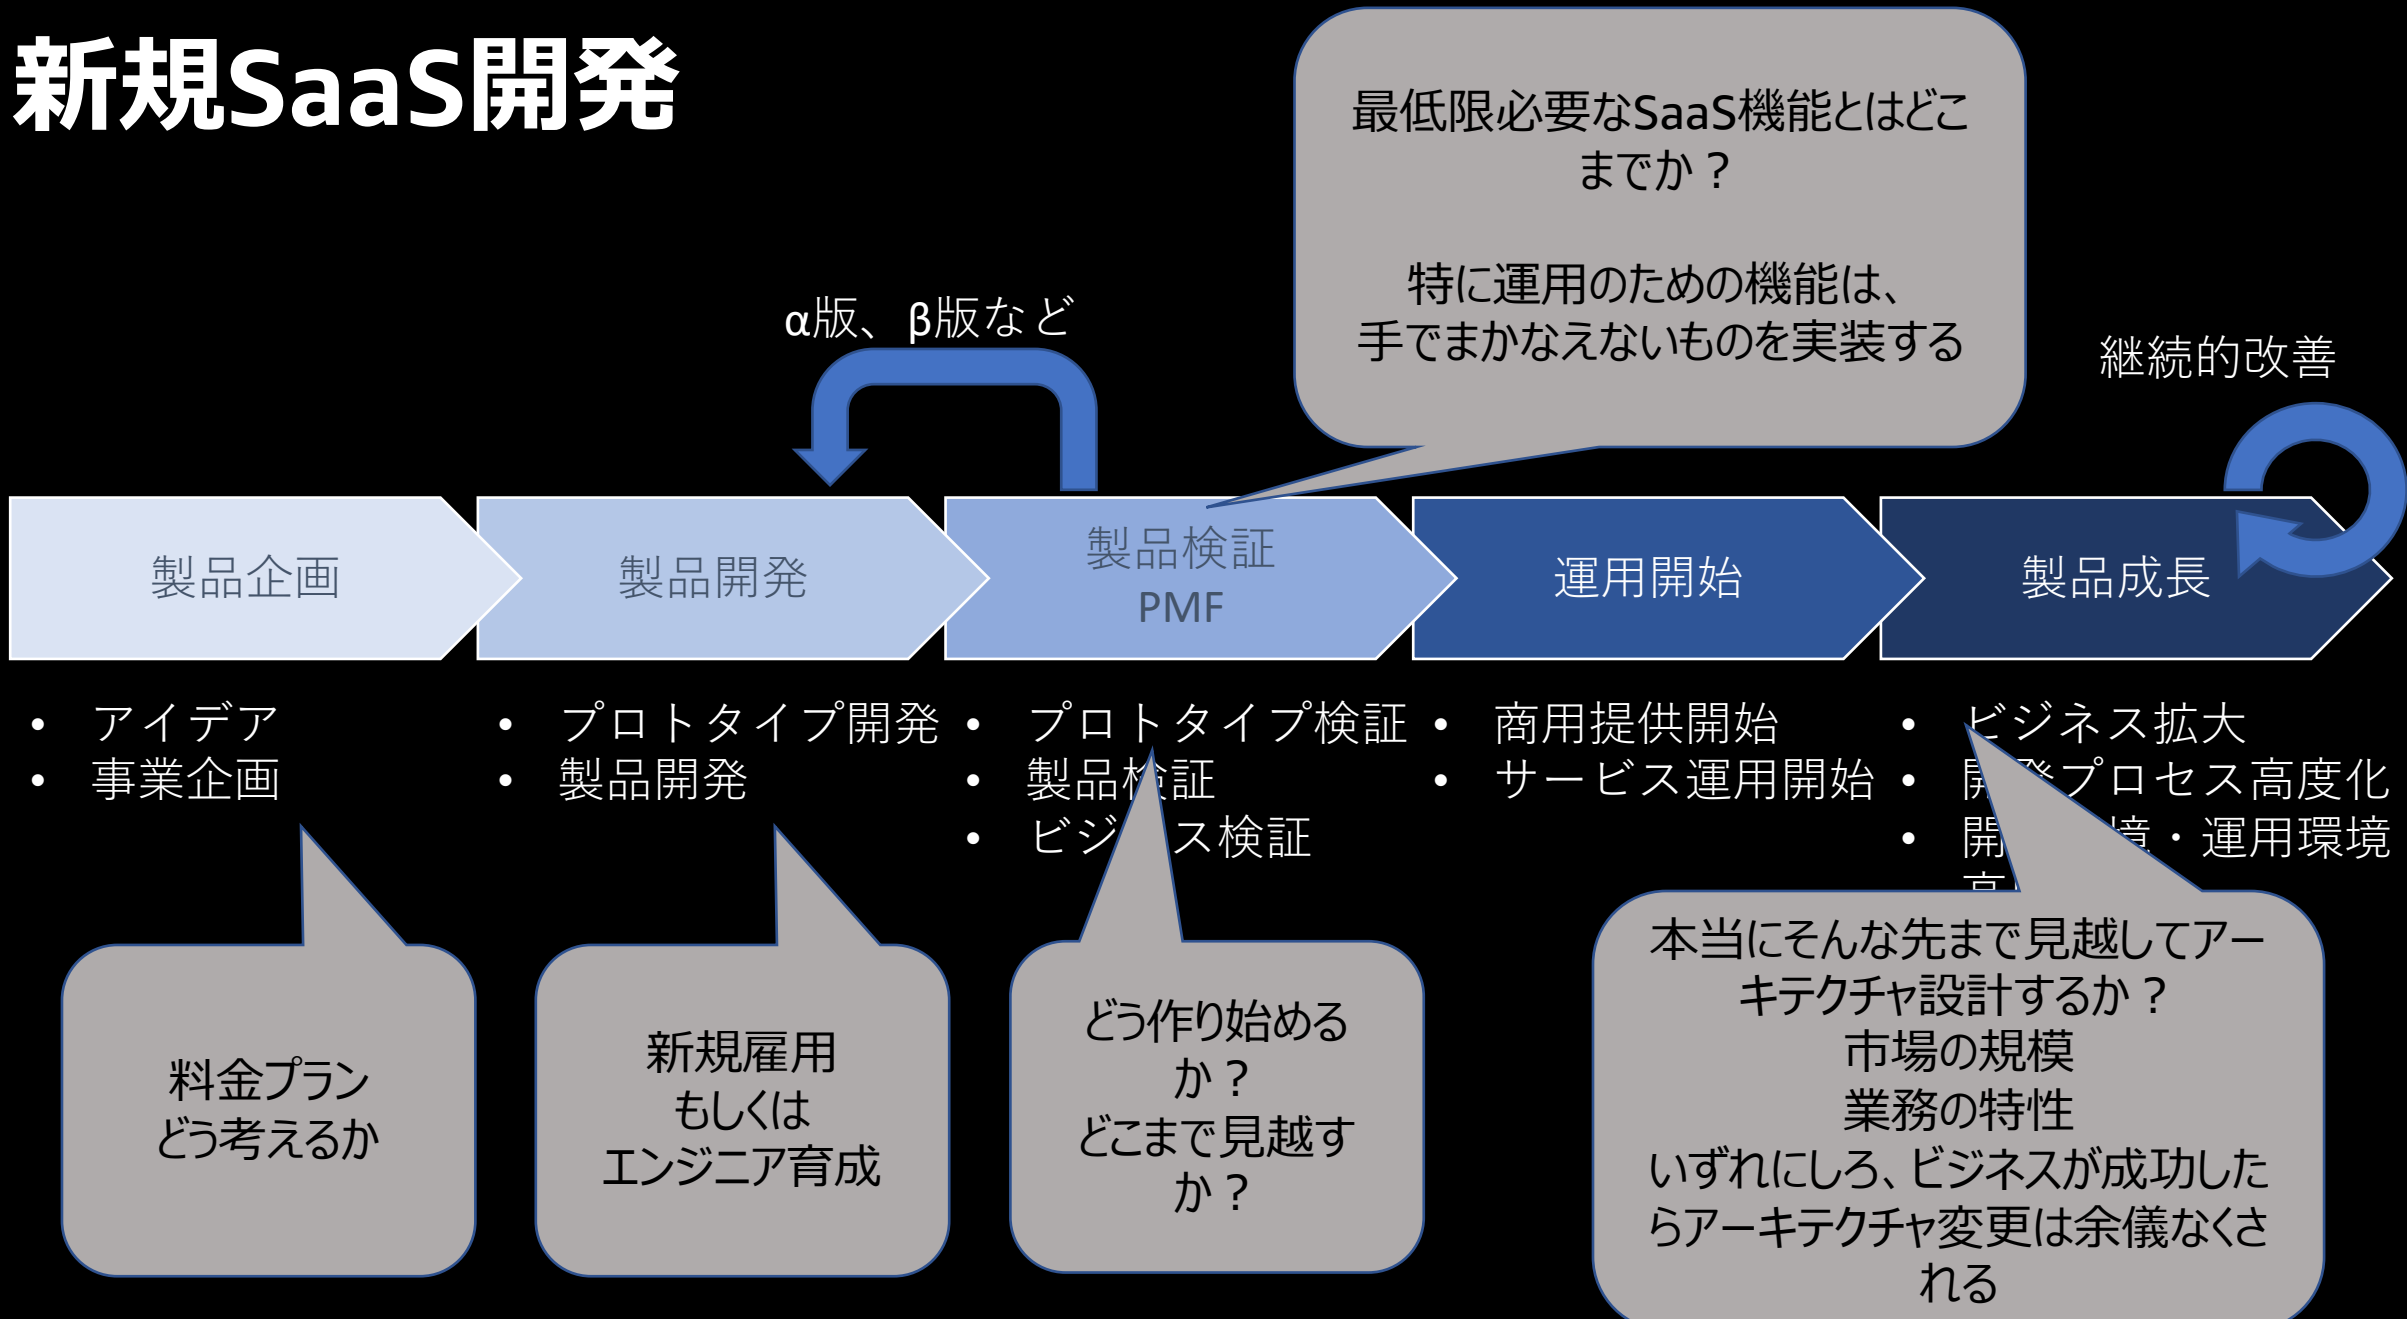 新規SaaS開発
最低限必要なSaaS機能とはどこ
までか？
特に運用のための機能は、
手でまかなえないものを実装する
α版、β版など
継続的改善
製品企画
製品開発
製品検証
PMF
運用開始
製品成長
• アイデア
• 事業企画
• プロトタイプ開発
• 製品開発
• プロトタイプ検証
• 製品検証
• ビジ ス検証
• 商用提供開始
• サービス運用開始
• ビジネス拡大
• 開発プロセス高度化
• 開 境・運用環境
料金プラン
どう考えるか
新規雇用
もしくは
エンジニア育成
どう作り始める
か？
どこまで見越す
か？
本当にそんな先まで見越してアー
キテクチャ設計するか？
市場の規模
業務の特性
いずれにしろ、ビジネスが成功した
らアーキテクチャ変更は余儀なくさ
れる